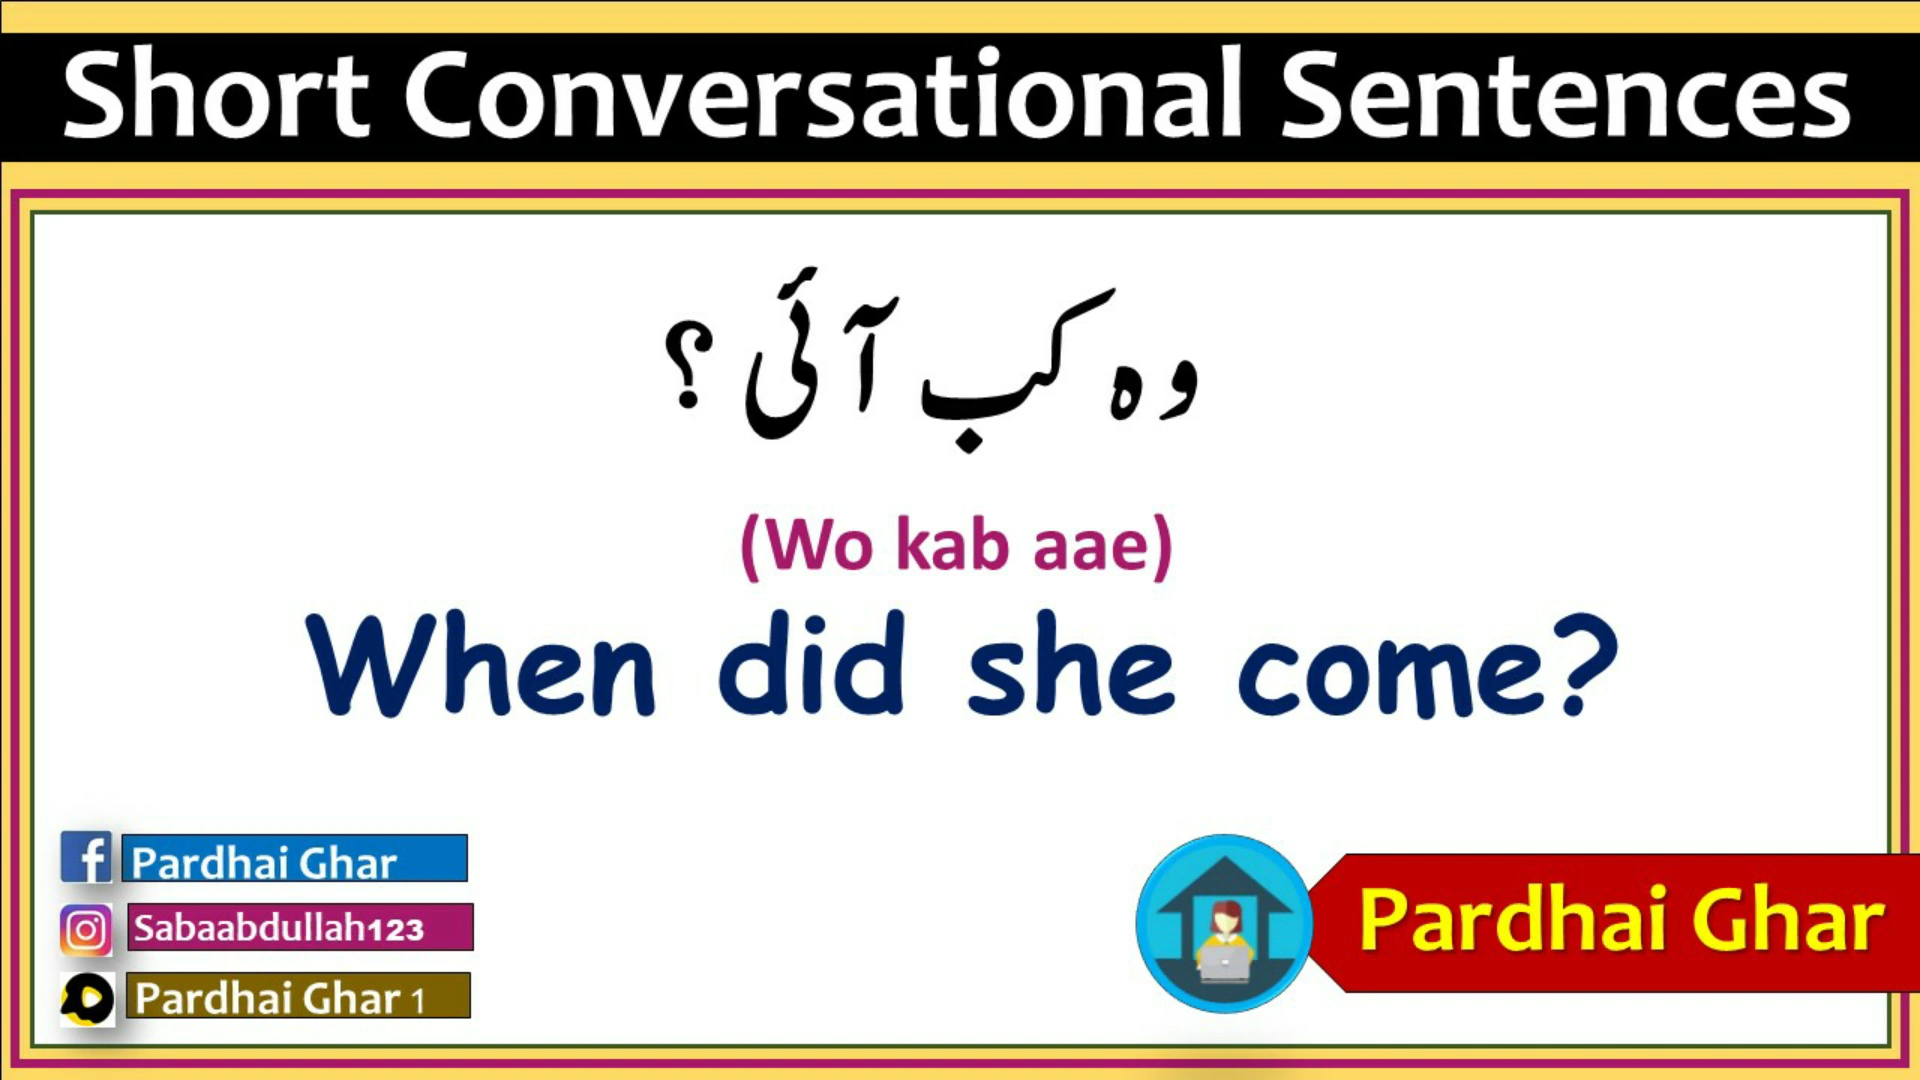 Short Conversational Sentences
وہ کب آئی ؟
(Wo kab aae)
When did she come?
Pardhai Ghar
Sabaabdullah123
Pardhai Ghar 1
Pardhai Ghar